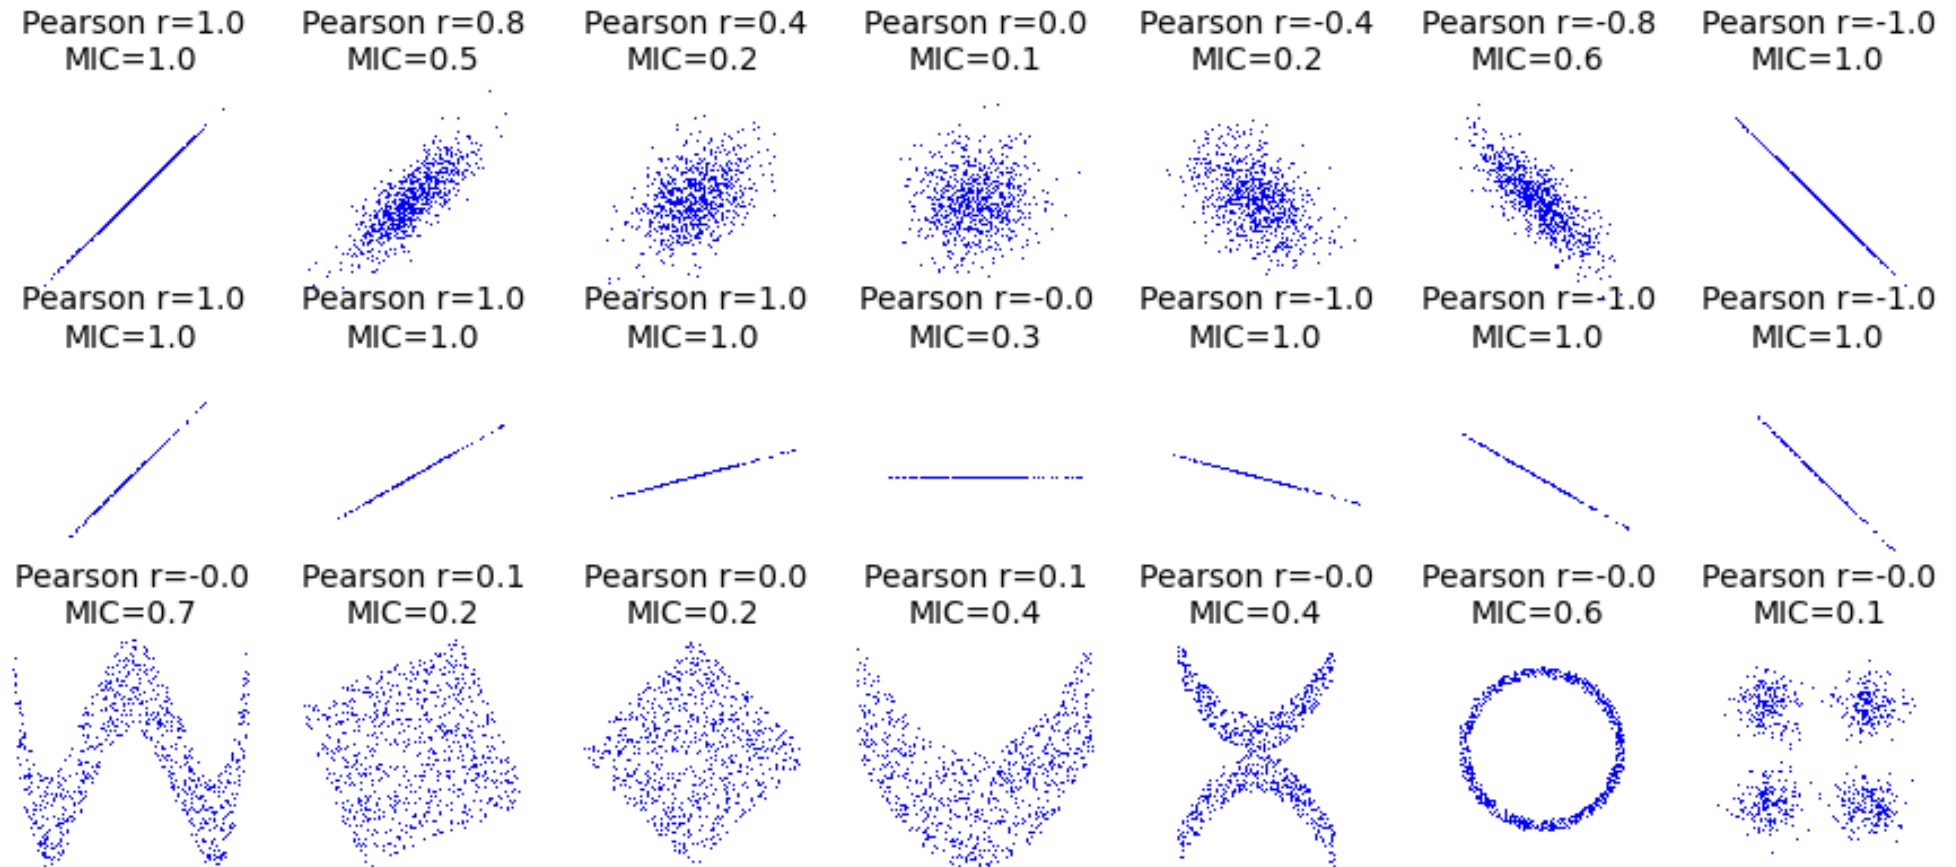 Pearson r=1.0
MIC=1.0
Pearson r=0.8
MIC=0.5
Pearson r=0.4
MIC=0.2
Pearson r=0.0
MIC=0.1
Pearson r=-0.4
MIC=0.2
Pearson r=-0.8
MIC=0.6
Pearson r=-1.0
MIC=1.0
Pearson r=1.0
MIC=1.0
Pearson r=1.0
MIC=1.0
Pearson r=1.0
MIC=1.0
Pearson r=-0.0
MIC=0.3
Pearson r=-1.0
MIC=1.0
Pearson r=-1.0
MIC=1.0
Pearson r=-1.0
MIC=1.0
Pearson r=-0.0
MIC=0.7
Pearson r=0.1
MIC=0.2
Pearson r=0.0
MIC=0.2
Pearson r=0.1
MIC=0.4
Pearson r=-0.0
MIC=0.4
Pearson r=-0.0
MIC=0.6
Pearson r=-0.0
MIC=0.1